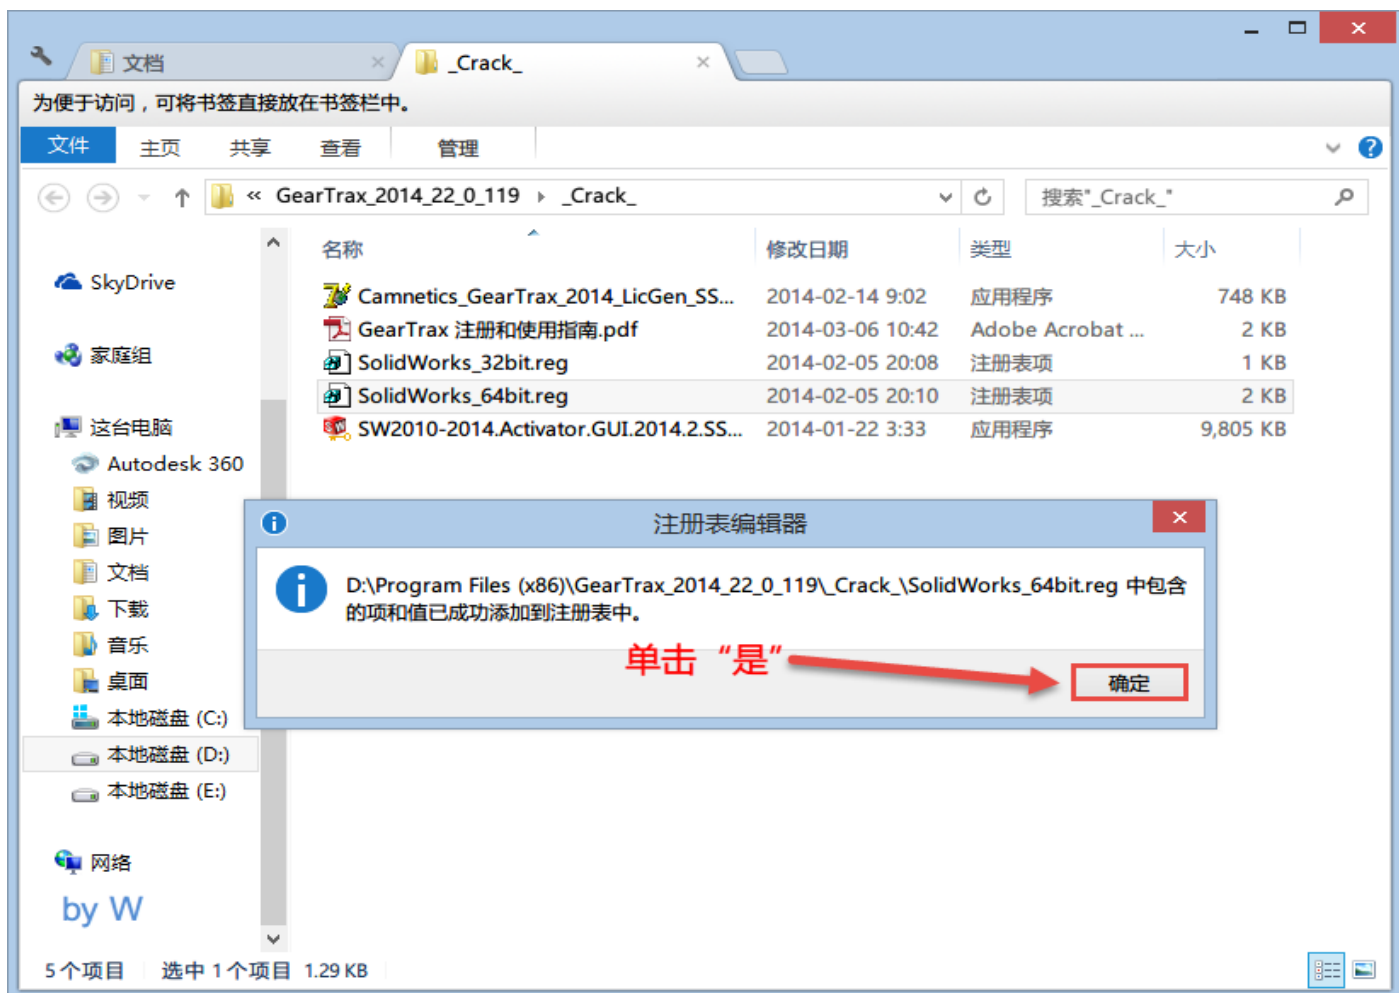 文档
_Crack_
为便于访问，可将书签直接放在书签栏中。
文件 主页 共享 查看 管理
« GearTrax_2014_22_0_119 _Crack_ 搜索"_Crack_"
名称 修改日期 类型 大小
SkyDrive
家庭组
这台电脑
Autodesk 360
视频
图片
文档
下载
音乐
桌面
本地磁盘 (C:)
本地磁盘 (D:)
本地磁盘 (E:)
网络
by W
Camnetics_GearTrax_2014_LicGen_SS... 2014-02-14 9:02 应用程序 748 KB
GearTrax 注册和使用指南.pdf 2014-03-06 10:42 Adobe Acrobat ... 2 KB
SolidWorks_32bit.reg 2014-02-05 20:08 注册表项 1 KB
SolidWorks_64bit.reg 2014-02-05 20:10 注册表项 2 KB
SW2010-2014.Activator.GUI.2014.2.SS... 2014-01-22 3:33 应用程序 9,805 KB
注册表编辑器
D:\Program Files (x86)\GearTrax_2014_22_0_119\_Crack_\SolidWorks_64bit.reg 中包含
的项和值已成功添加到注册表中。
单击“是”
确定
5 个项目 选中 1 个项目 1.29 KB